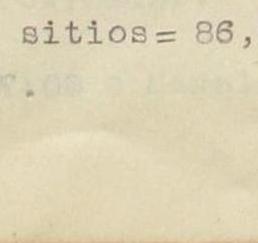 sitios= 86,
.